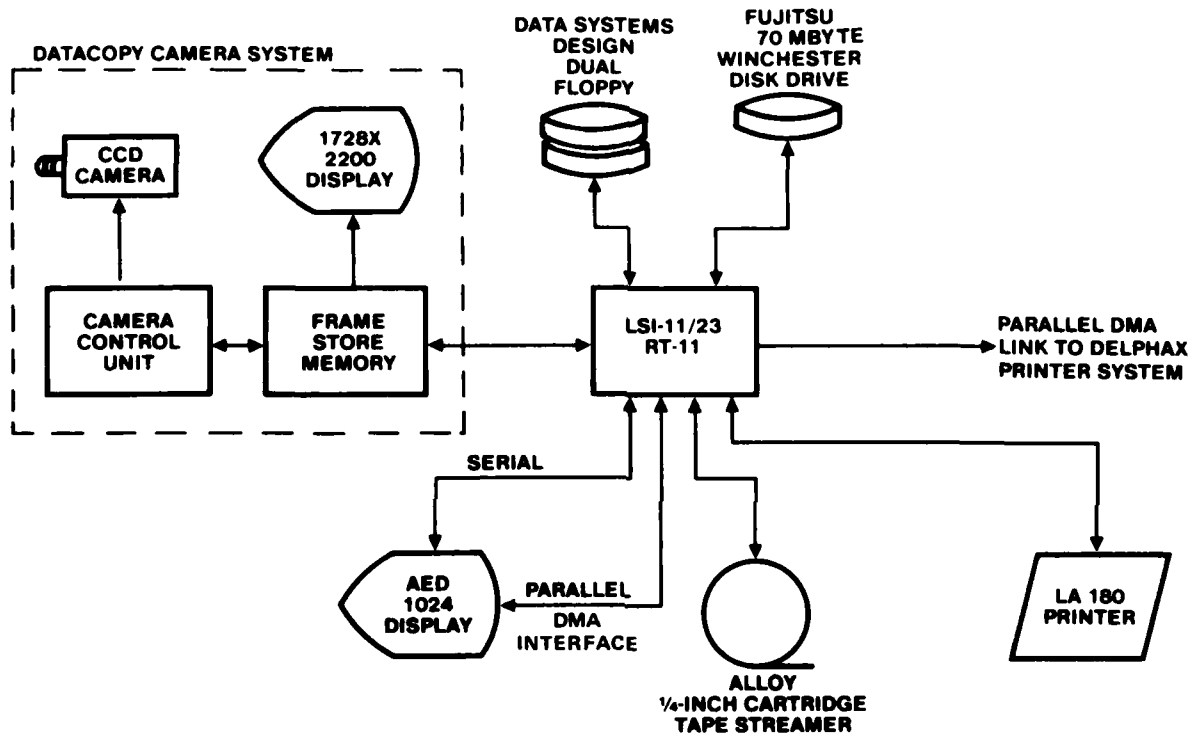 DATACOPY CAMERA SYSTEM
CCD
CAMERA
1728X
2200
DISPLAY
CAMERA
CONTROL
UNIT
FRAME
STORE
MEMORY
DATA SYSTEMS
DESIGN
DUAL
FLOPPY
FUJITSU
70 MBYTE
WINCHESTER
DISK DRIVE
LSI-11/23
RT-11
PARALLEL DMA
LINK TO DELPHAX
PRINTER SYSTEM
SERIAL
AED
1024
DISPLAY
PARALLEL
DMA
INTERFACE
ALLOY
¼-INCH CARTRIDGE
TAPE STREAMER
LA 180
PRINTER